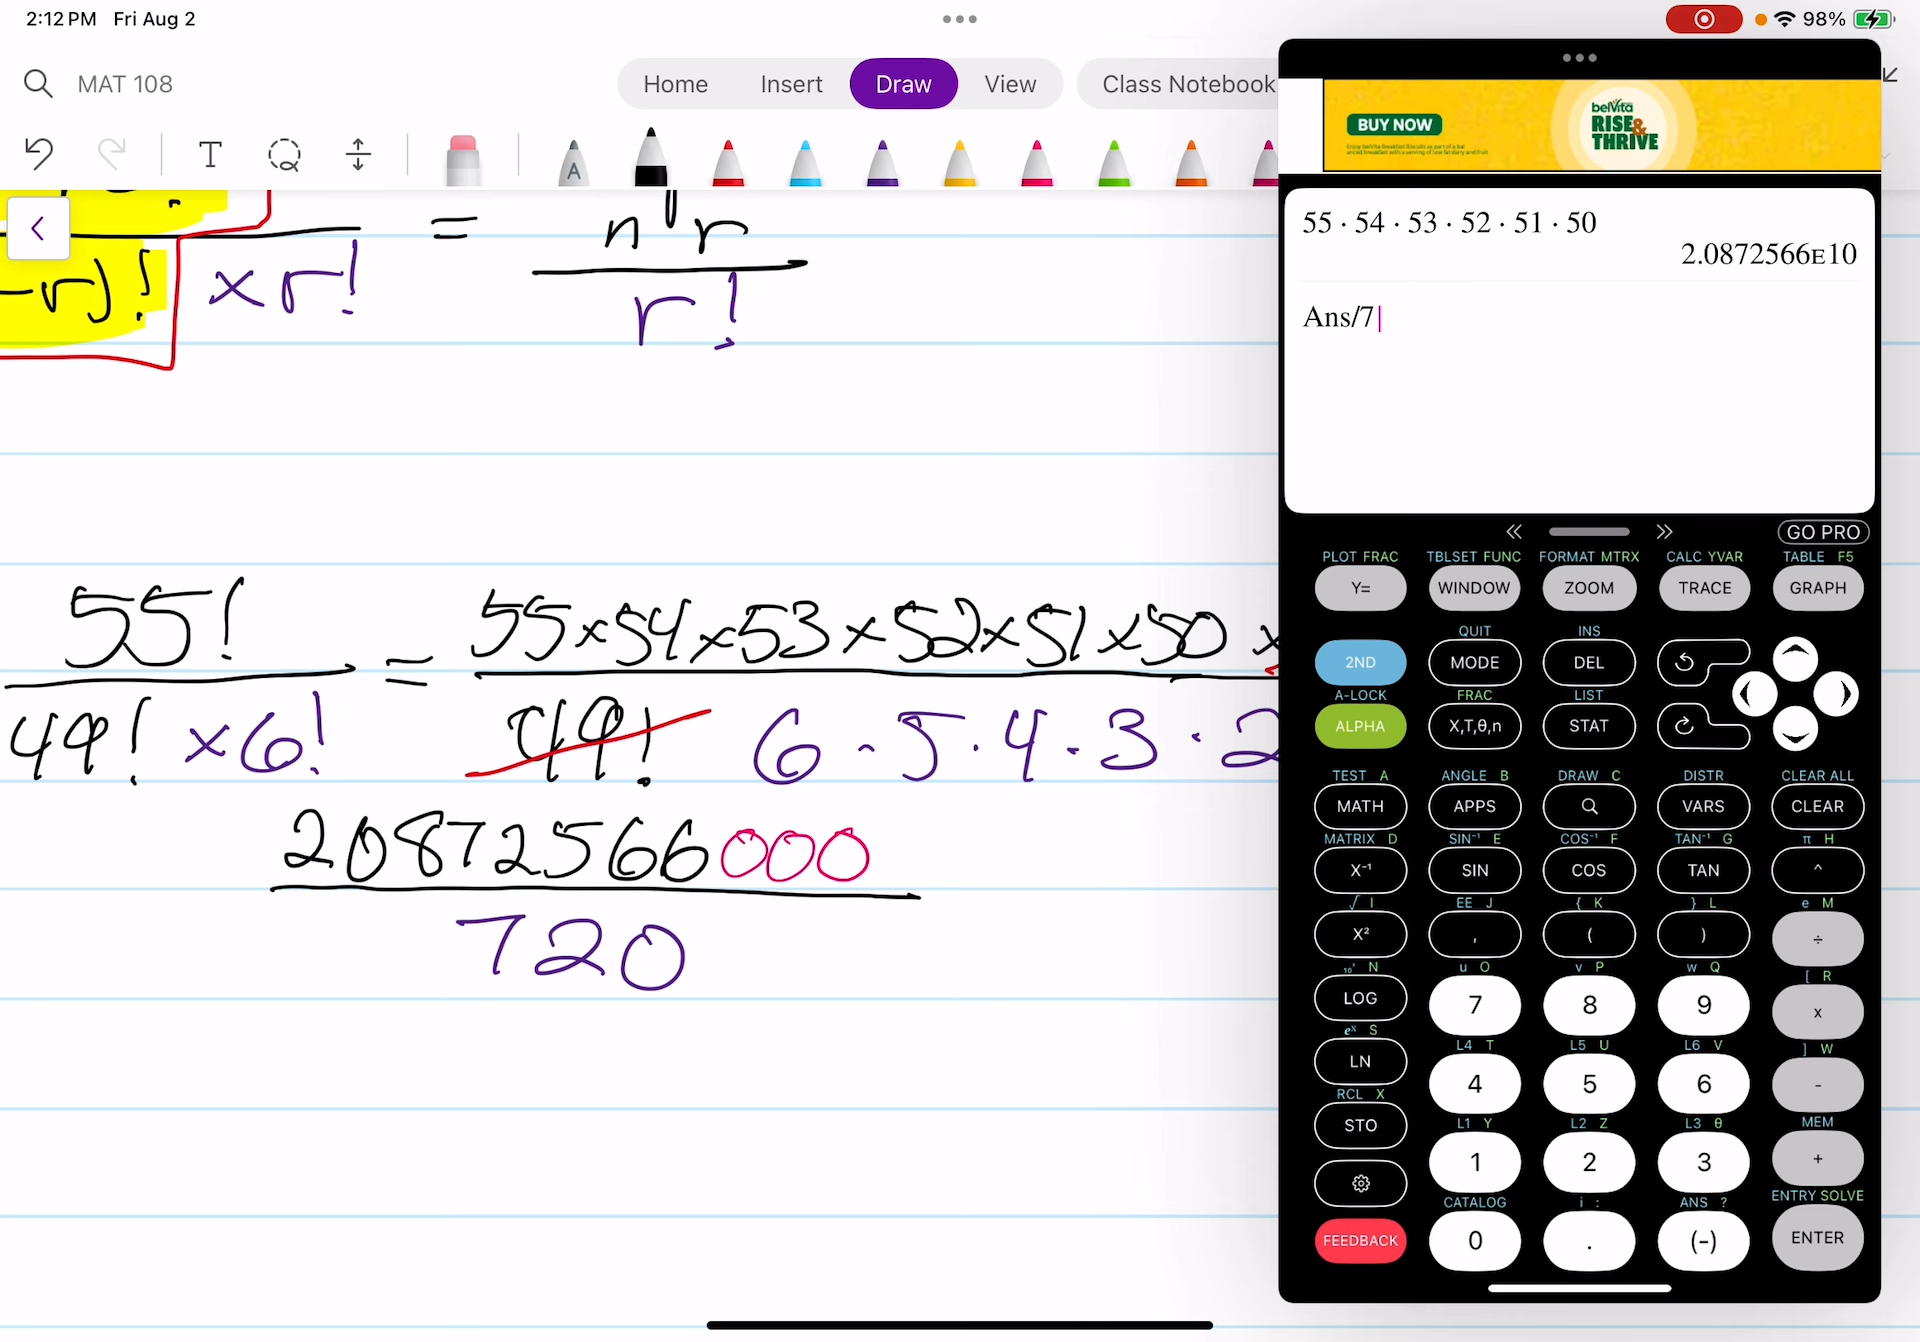 2:12 PM Fri Aug 2
98%
MAT 108
Home Insert Draw View Class Notebook
T A
BUY NOW
belVita
RISE &
THRIVE
55 · 54 · 53 · 52 · 51 · 50
2.0872566E10
Ans/7
-r)! × r! = nPr
r!
55! = 55×54×53×52×51×50 ×
49! ×6! 49! 6 · 5 · 4 · 3 · 2
20872566000
720
GO PRO
PLOT FRAC TBLSET FUNC FORMAT MTRX CALC YVAR TABLE F5
Y= WINDOW ZOOM TRACE GRAPH
QUIT INS
2ND MODE DEL
A-LOCK FRAC LIST
ALPHA X,T,θ,n STAT
TEST A ANGLE B DRAW C DISTR CLEAR ALL
MATH APPS VARS CLEAR
MATRIX D SIN⁻¹ E COS⁻¹ F TAN⁻¹ G π H
X⁻¹ SIN COS TAN ^
√ I EE J { K } L e M
X² , ( ) ÷
10ˣ N u O v P w Q [ R
LOG 7 8 9 x
eˣ S L4 T L5 U L6 V ] W
LN 4 5 6 -
RCL X L1 Y L2 Z L3 θ MEM
STO 1 2 3 +
CATALOG i : ANS ? ENTRY SOLVE
FEEDBACK 0 . (-) ENTER